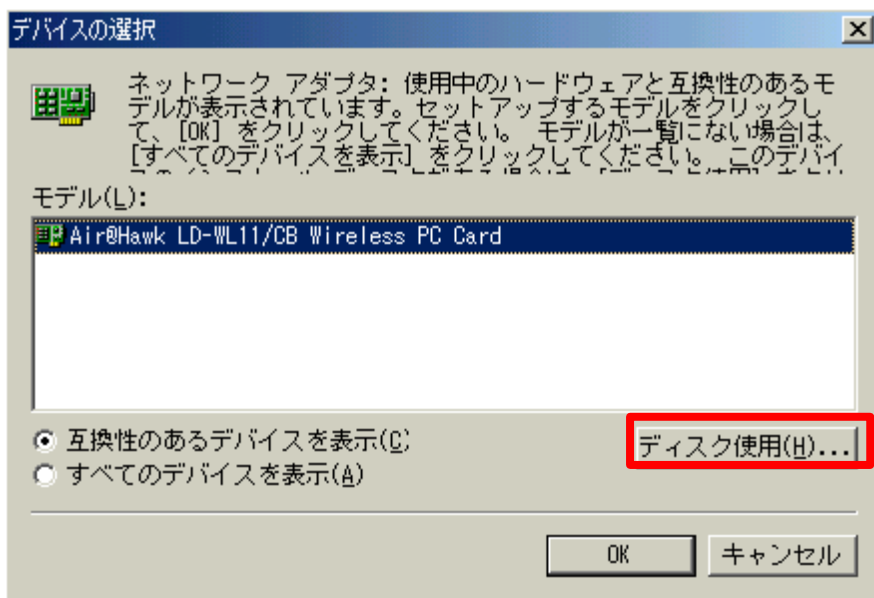 デバイスの選択
ネットワーク アダプタ: 使用中のハードウェアと互換性のあるモ
デルが表示されています。セットアップするモデルをクリックし
て、[OK] をクリックしてください。 モデルが一覧にない場合は、
[すべてのデバイスを表示] をクリックしてください。 このデバイ
モデル(L):
Air@Hawk LD-WL11/CB Wireless PC Card
互換性のあるデバイスを表示(C)
ディスク使用(H)...
すべてのデバイスを表示(A)
OK
キャンセル